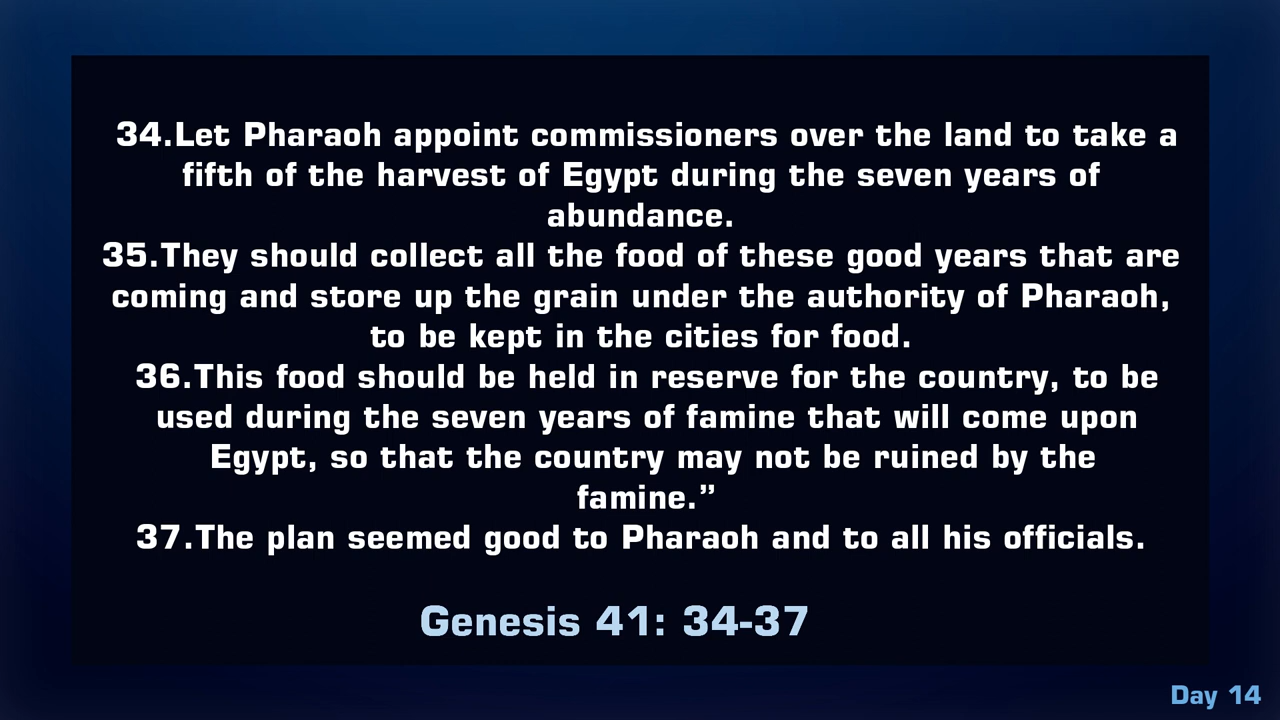 34.Let Pharaoh appoint commissioners over the land to take a
fifth of the harvest of Egypt during the seven years of
abundance.
35.They should collect all the food of these good years that are
coming and store up the grain under the authority of Pharaoh,
to be kept in the cities for food.
36.This food should be held in reserve for the country, to be
used during the seven years of famine that will come upon
Egypt, so that the country may not be ruined by the
famine.”
37.The plan seemed good to Pharaoh and to all his officials.
Genesis 41: 34-37
Day 14